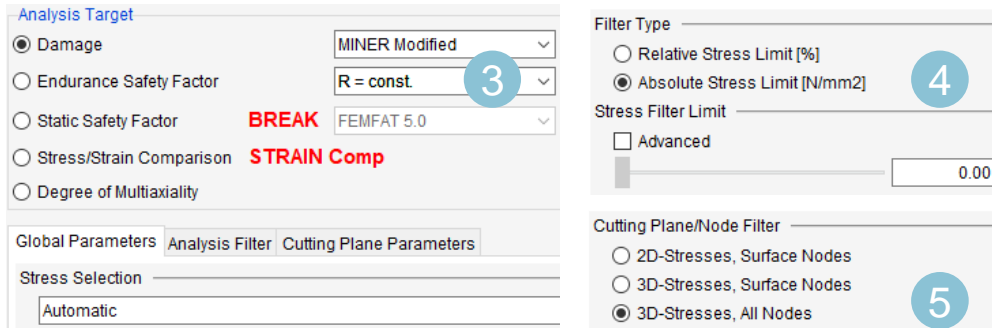 Analysis Target
Damage MINER Modified
Endurance Safety Factor R = const. 3
Static Safety Factor BREAK FEMFAT 5.0
Stress/Strain Comparison STRAIN Comp
Degree of Multiaxiality
Global Parameters Analysis Filter Cutting Plane Parameters
Stress Selection
Automatic
Filter Type
Relative Stress Limit [%]
Absolute Stress Limit [N/mm2] 4
Stress Filter Limit
Advanced
0.00
Cutting Plane/Node Filter
2D-Stresses, Surface Nodes
3D-Stresses, Surface Nodes
3D-Stresses, All Nodes 5